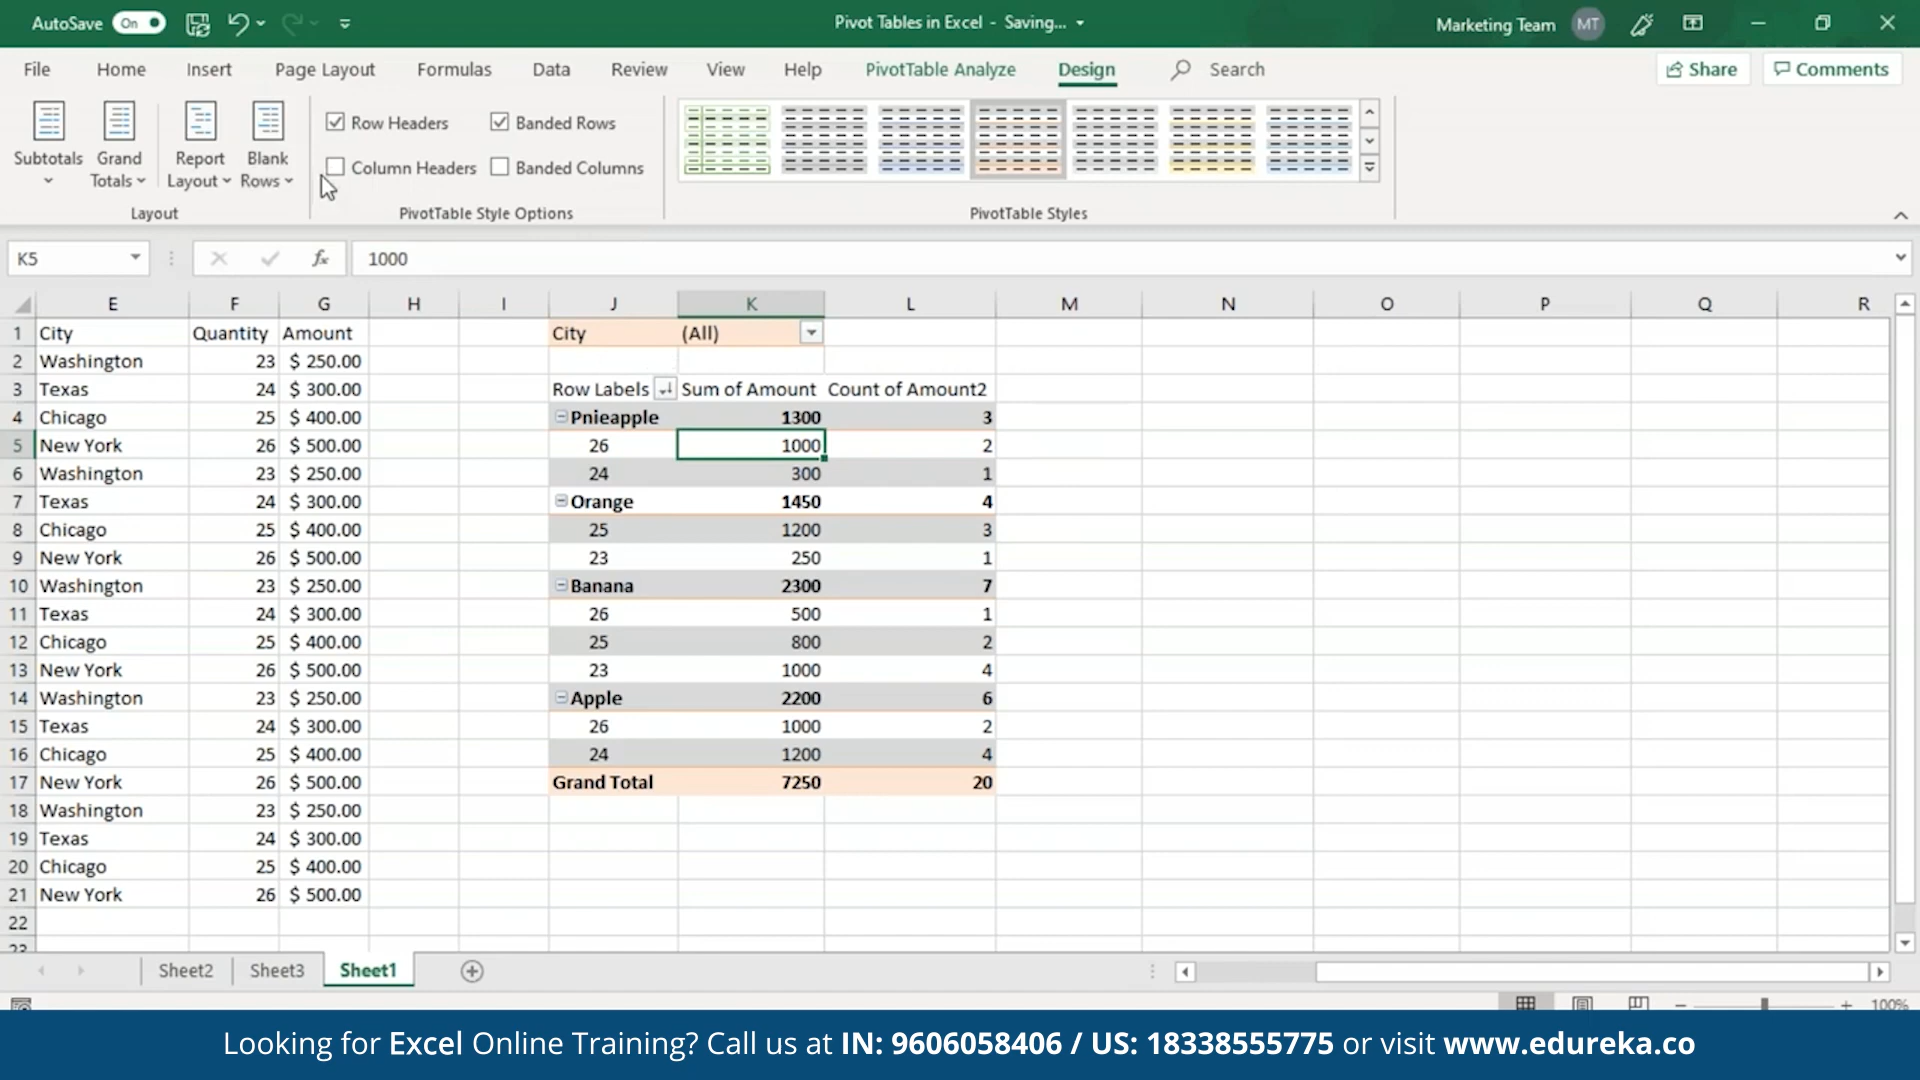 AutoSave On Pivot Tables in Excel - Saving... Marketing Team MT
File Home Insert Page Layout Formulas Data Review View Help PivotTable Analyze Design Search Share Comments
Subtotals Grand Totals Report Layout Blank Rows
Row Headers Banded Rows
Column Headers Banded Columns
Layout PivotTable Style Options PivotTable Styles
K5 fx 1000
E F G H I J K L M N O P Q R
1 City Quantity Amount City (All)
2 Washington 23 $ 250.00
3 Texas 24 $ 300.00 Row Labels Sum of Amount Count of Amount2
4 Chicago 25 $ 400.00 Pnieapple 1300 3
5 New York 26 $ 500.00 26 1000 2
6 Washington 23 $ 250.00 24 300 1
7 Texas 24 $ 300.00 Orange 1450 4
8 Chicago 25 $ 400.00 25 1200 3
9 New York 26 $ 500.00 23 250 1
10 Washington 23 $ 250.00 Banana 2300 7
11 Texas 24 $ 300.00 26 500 1
12 Chicago 25 $ 400.00 25 800 2
13 New York 26 $ 500.00 23 1000 4
14 Washington 23 $ 250.00 Apple 2200 6
15 Texas 24 $ 300.00 26 1000 2
16 Chicago 25 $ 400.00 24 1200 4
17 New York 26 $ 500.00 Grand Total 7250 20
18 Washington 23 $ 250.00
19 Texas 24 $ 300.00
20 Chicago 25 $ 400.00
21 New York 26 $ 500.00
22
23
Sheet2 Sheet3 Sheet1
100%
Looking for Excel Online Training? Call us at IN: 9606058406 / US: 18338555775 or visit www.edureka.co